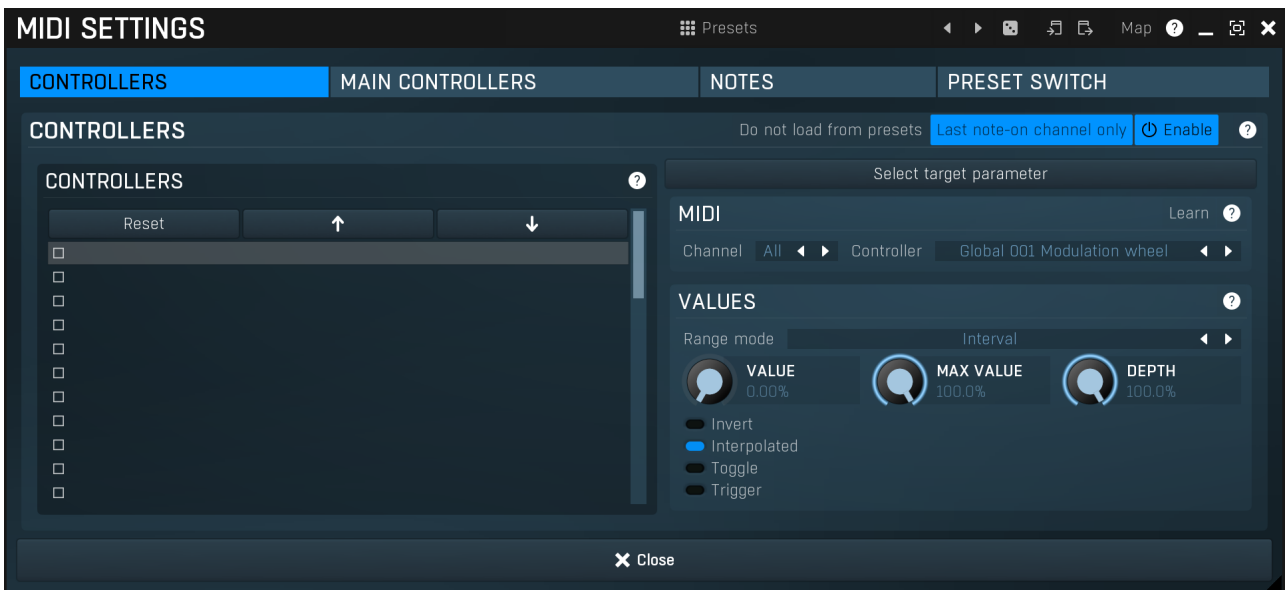 MIDI SETTINGS
Presets
Map ?
CONTROLLERS MAIN CONTROLLERS NOTES PRESET SWITCH
CONTROLLERS
Do not load from presets Last note-on channel only Enable ?
CONTROLLERS ?
Reset
Select target parameter
MIDI
Learn ?
Channel All Controller Global 001 Modulation wheel
VALUES ?
Range mode Interval
VALUE
0.00%
MAX VALUE
100.0%
DEPTH
100.0%
Invert
Interpolated
Toggle
Trigger
Close